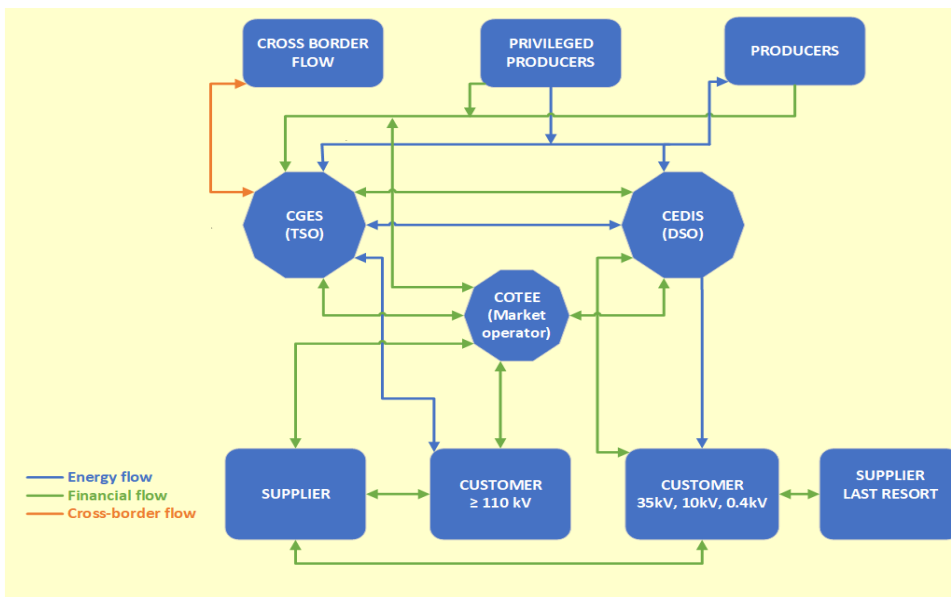 CROSS BORDER
FLOW
PRIVILEGED
PRODUCERS
PRODUCERS
CGES
(TSO)
CEDIS
(DSO)
COTEE
(Market
operator)
Energy flow
Financial flow
Cross-border flow
SUPPLIER
CUSTOMER
≥ 110 kV
CUSTOMER
35kV, 10kV, 0.4kV
SUPPLIER
LAST RESORT